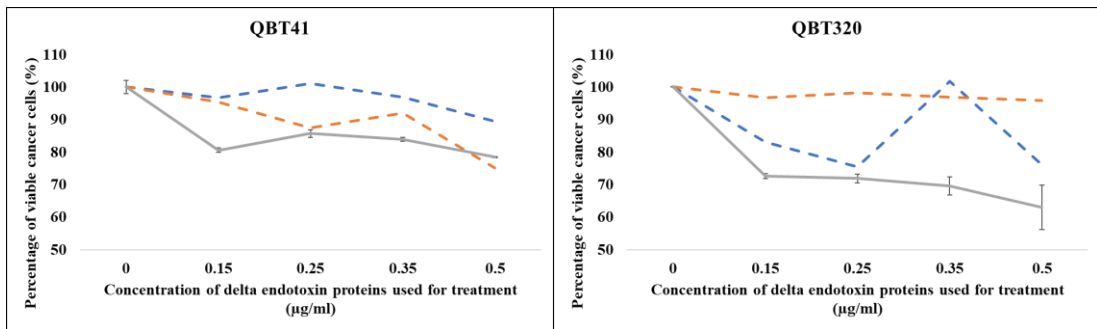 QBT41
Percentage of viable cancer cells (%)
110
100
90
80
70
60
50
0 0.15 0.25 0.35 0.5
Concentration of delta endotoxin proteins used for treatment
(µg/ml)
QBT320
Percentage of viable cancer cells (%)
110
100
90
80
70
60
50
0 0.15 0.25 0.35 0.5
Concentration of delta endotoxin proteins used for treatment
(µg/ml)